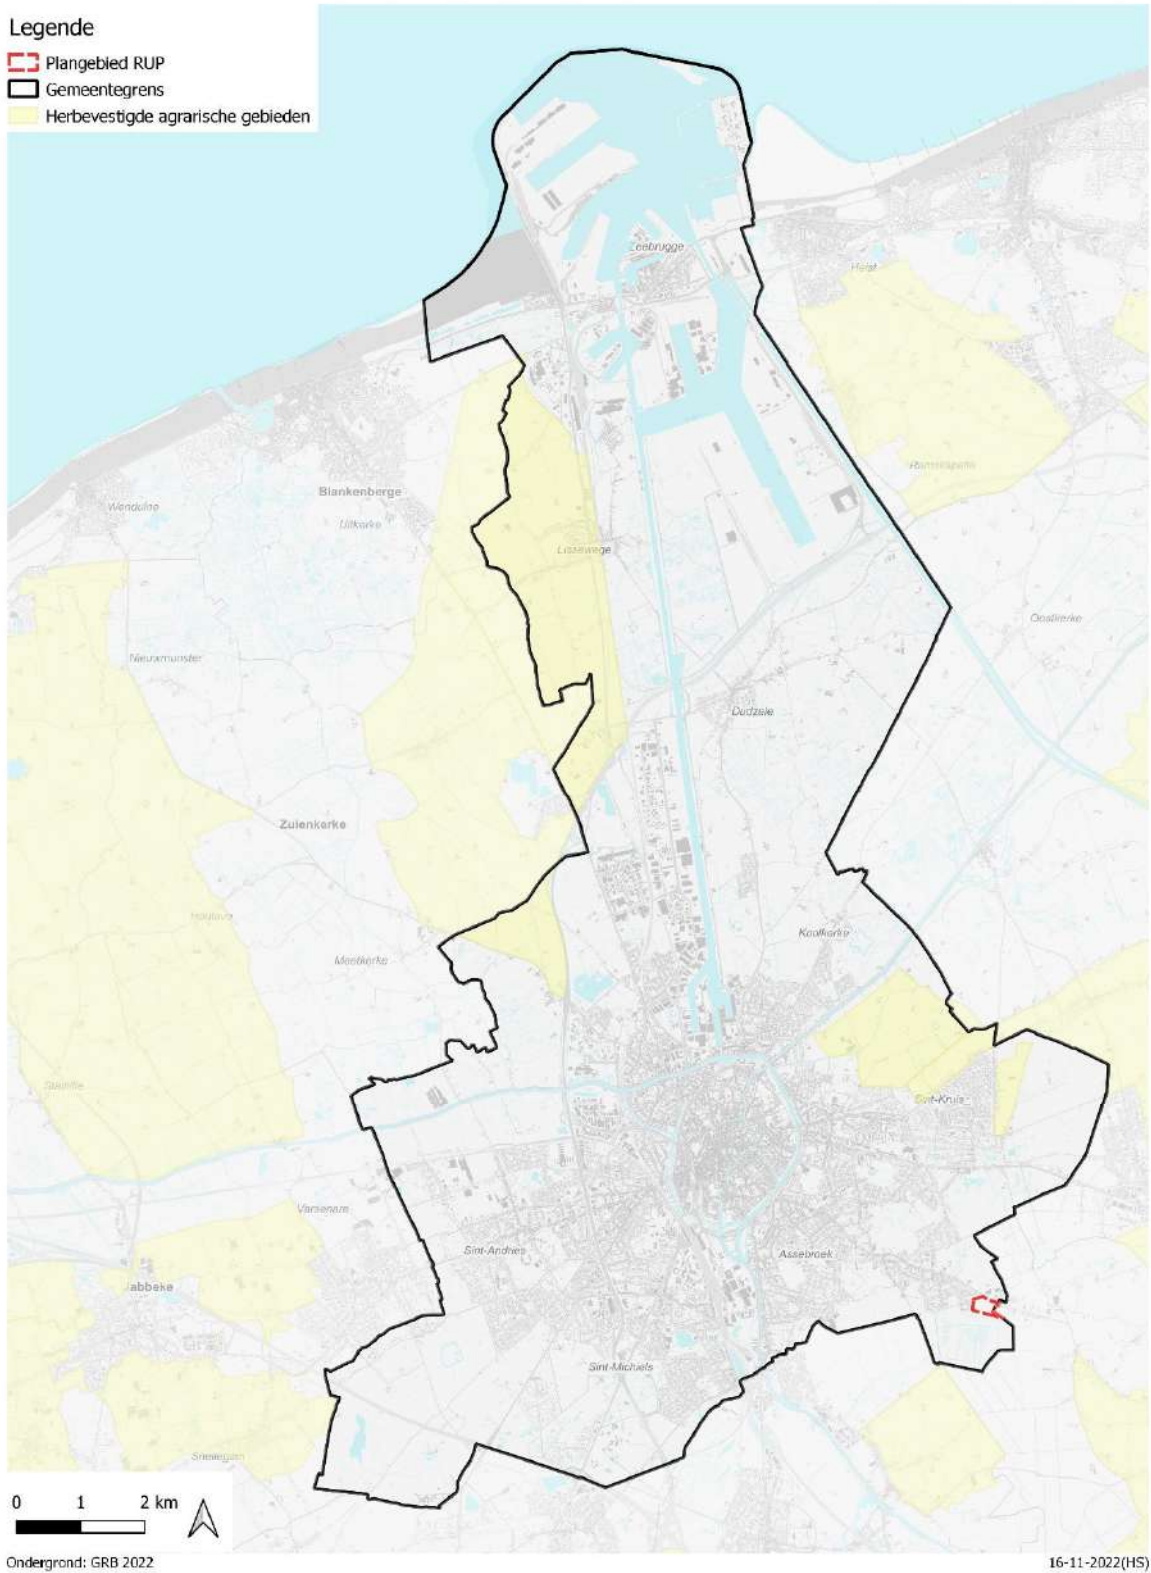 Legende
Plangebied RUP
Gemeentegrens
Herbevestigde agrarische gebieden
Zeebrugge
Heist
Ramskapelle
Wenduine
Blankenberge
Uitkerke
Lissewege
Oostkerke
Nieuwmunster
Dudzele
Zuienkerke
Houtave
Koolkerke
Meetkerke
Stalhille
Sint-Kruis
Varsenare
Sint-Andries
Assebroek
abbeke
Sint-Michiels
Snellegem
0 1 2 km
Ondergrond: GRB 2022
16-11-2022(HS)